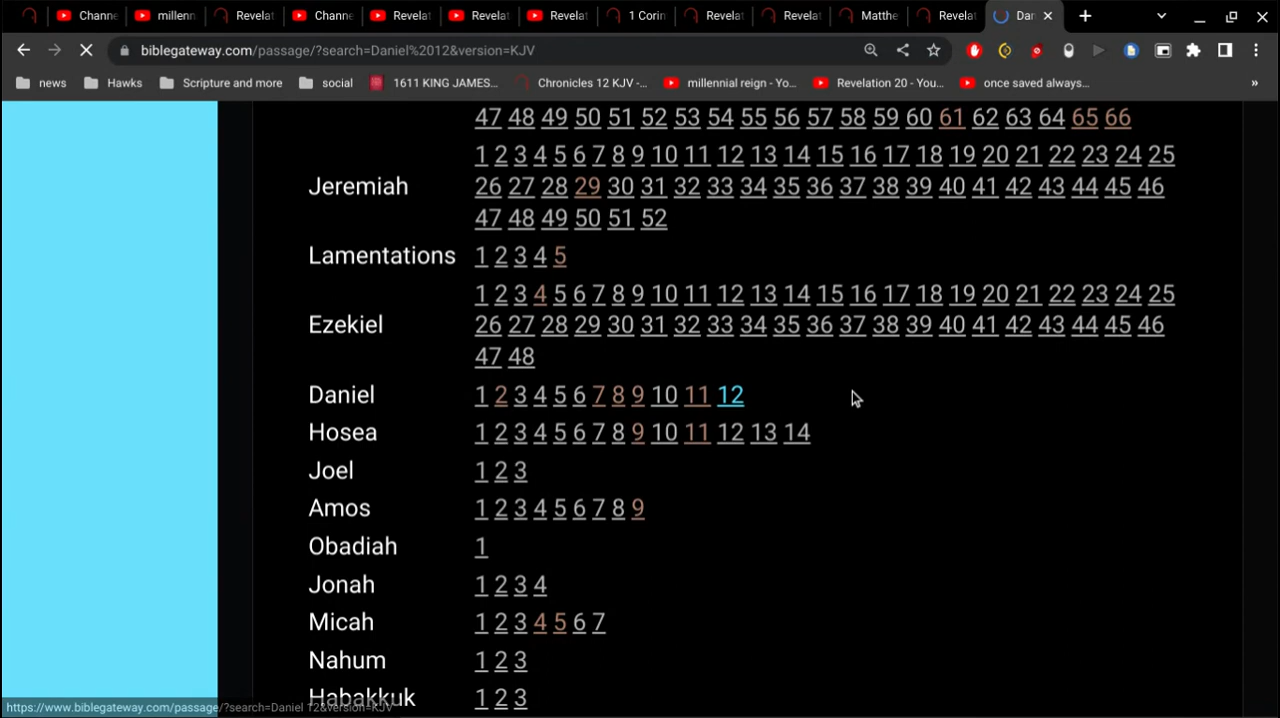 Channe
millenn
Revelat
Channe
Revelat
Revelat
Revelat
1 Corin
Revelat
Revelat
Matthe
Revelat
Dan
biblegateway.com/passage/?search=Daniel%2012&version=KJV
news
Hawks
Scripture and more
social
1611 KING JAMES...
Chronicles 12 KJV -...
millennial reign - Yo...
Revelation 20 - You...
once saved always...
47 48 49 50 51 52 53 54 55 56 57 58 59 60 61 62 63 64 65 66
1 2 3 4 5 6 7 8 9 10 11 12 13 14 15 16 17 18 19 20 21 22 23 24 25
Jeremiah 26 27 28 29 30 31 32 33 34 35 36 37 38 39 40 41 42 43 44 45 46
47 48 49 50 51 52
Lamentations 1 2 3 4 5
1 2 3 4 5 6 7 8 9 10 11 12 13 14 15 16 17 18 19 20 21 22 23 24 25
Ezekiel 26 27 28 29 30 31 32 33 34 35 36 37 38 39 40 41 42 43 44 45 46
47 48
Daniel 1 2 3 4 5 6 7 8 9 10 11 12
Hosea 1 2 3 4 5 6 7 8 9 10 11 12 13 14
Joel 1 2 3
Amos 1 2 3 4 5 6 7 8 9
Obadiah 1
Jonah 1 2 3 4
Micah 1 2 3 4 5 6 7
Nahum 1 2 3
Habakkuk 1 2 3
https://www.biblegateway.com/passage/?search=Daniel 12&version=KJV